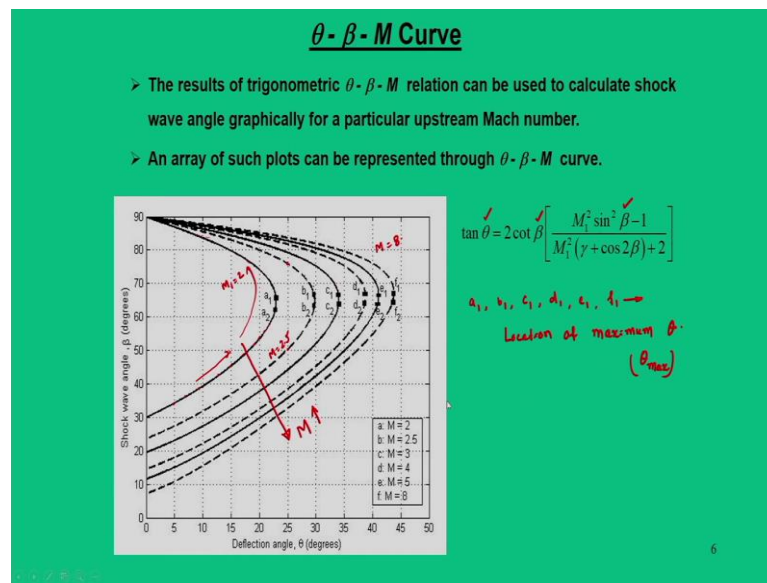 θ - β - M Curve
➢ The results of trigonometric θ - β - M relation can be used to calculate shock
wave angle graphically for a particular upstream Mach number.
➢ An array of such plots can be represented through θ - β - M curve.
tan θ = 2 cot β [ (M₁² sin² β − 1) / (M₁² (γ + cos 2β) + 2) ]
a₁, b₁, c₁, d₁, e₁, f₁ →
Location of maximum θ.
(θmax)
Shock wave angle, β (degrees)
90
80
70
60
50
40
30
20
10
0
M = 8
M₁ = 2
M = 2.5
M ↑
a₁ b₁ c₁ d₁ e₁ f₁
a₂ b₂ c₂ d₂ e₂ f₂
a: M = 2
b: M = 2.5
c: M = 3
d: M = 4
e: M = 5
f: M = 8
0 5 10 15 20 25 30 35 40 45 50
Deflection angle, θ (degrees)
6